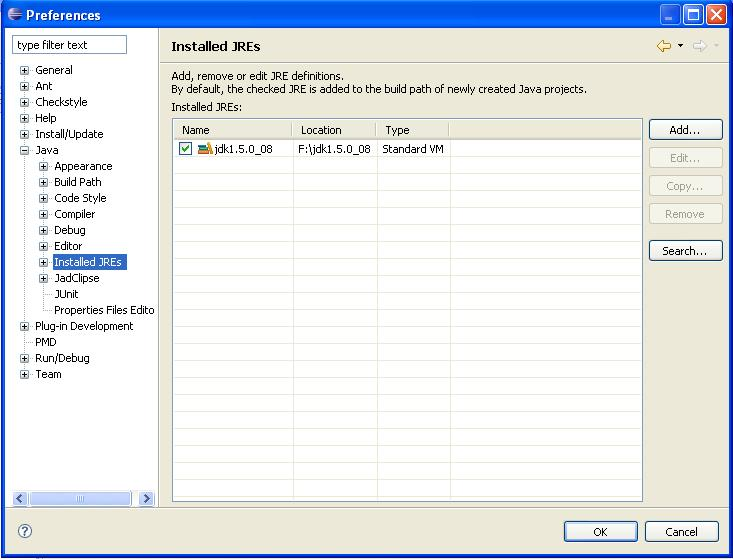 Preferences
type filter text
General
Ant
Checkstyle
Help
Install/Update
Java
Appearance
Build Path
Code Style
Compiler
Debug
Editor
Installed JREs
JadClipse
JUnit
Properties Files Edito
Plug-in Development
PMD
Run/Debug
Team
Installed JREs
Add, remove or edit JRE definitions.
By default, the checked JRE is added to the build path of newly created Java projects.
Installed JREs:
Name Location Type
jdk1.5.0_08 F:\jdk1.5.0_08 Standard VM
Add...
Edit...
Copy...
Remove
Search...
?
OK Cancel